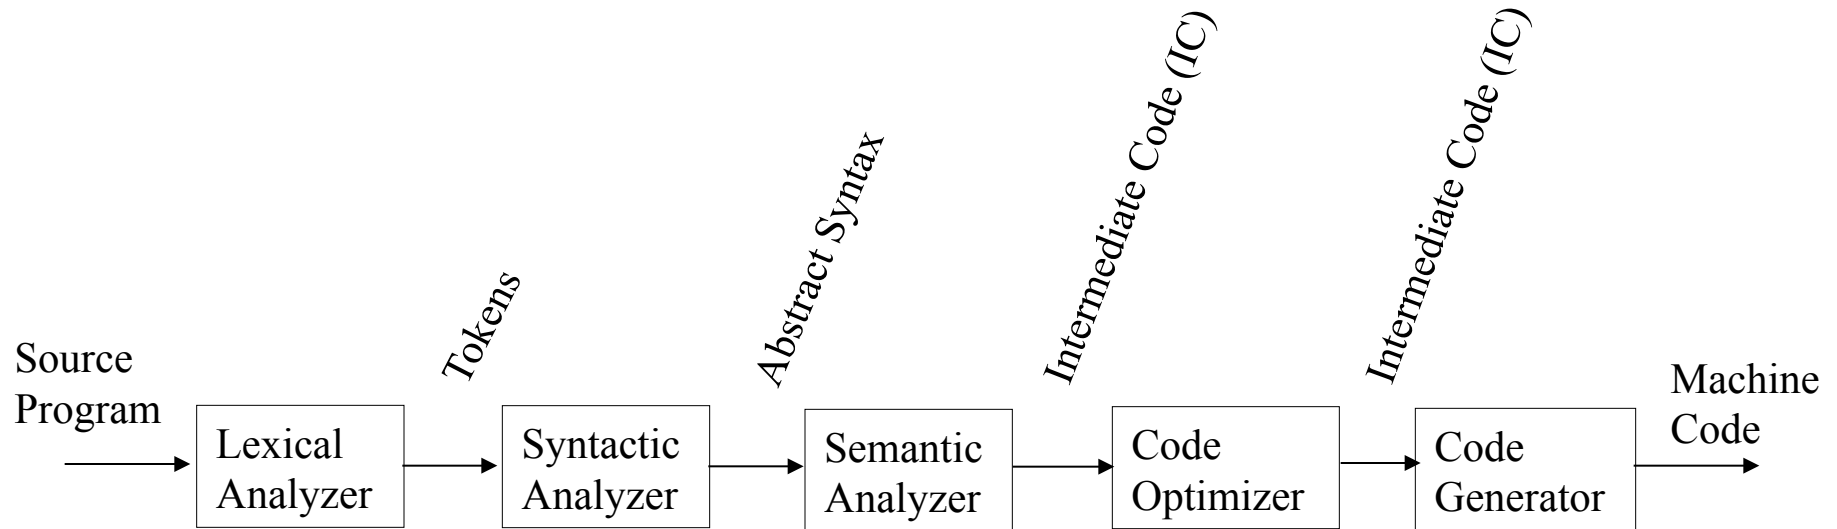 Source
Program
Lexical
Analyzer
Tokens
Syntactic
Analyzer
Abstract Syntax
Semantic
Analyzer
Intermediate Code (IC)
Code
Optimizer
Intermediate Code (IC)
Code
Generator
Machine
Code